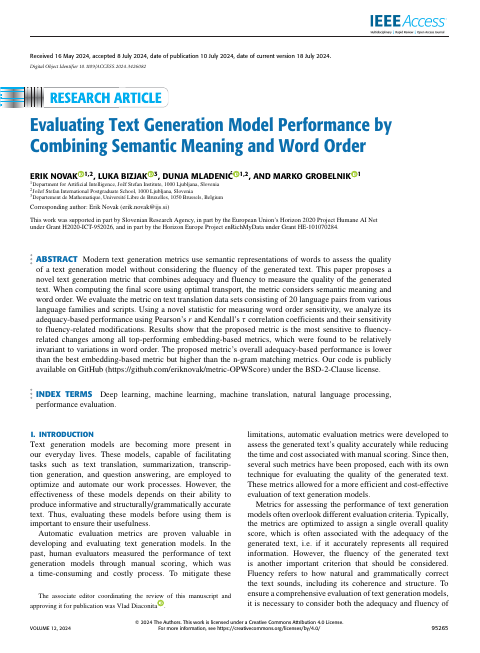 IEEE Access
Multidisciplinary | Rapid Review | Open Access Journal
Received 16 May 2024, accepted 8 July 2024, date of publication 10 July 2024, date of current version 18 July 2024.
Digital Object Identifier 10.1109/ACCESS.2024.3426082
RESEARCH ARTICLE
Evaluating Text Generation Model Performance by
Combining Semantic Meaning and Word Order
ERIK NOVAK 1,2, LUKA BIZJAK 3, DUNJA MLADENIĆ 1,2, AND MARKO GROBELNIK 1
1Department for Artificial Intelligence, Jožef Stefan Institute, 1000 Ljubljana, Slovenia
2Jožef Stefan International Postgraduate School, 1000 Ljubljana, Slovenia
3Departement de Mathematique, Université Libre de Bruxelles, 1050 Brussels, Belgium
Corresponding author: Erik Novak (erik.novak@ijs.si)
This work was supported in part by Slovenian Research Agency, in part by the European Union's Horizon 2020 Project Humane AI Net
under Grant H2020-ICT-952026, and in part by the Horizon Europe Project enRichMyData under Grant HE-101070284.
ABSTRACT Modern text generation metrics use semantic representations of words to assess the quality
of a text generation model without considering the fluency of the generated text. This paper proposes a
novel text generation metric that combines adequacy and fluency to measure the quality of the generated
text. When computing the final score using optimal transport, the metric considers semantic meaning and
word order. We evaluate the metric on text translation data sets consisting of 20 language pairs from various
language families and scripts. Using a novel statistic for measuring word order sensitivity, we analyze its
adequacy-based performance using Pearson's r and Kendall's τ correlation coefficients and their sensitivity
to fluency-related modifications. Results show that the proposed metric is the most sensitive to fluency-
related changes among all top-performing embedding-based metrics, which were found to be relatively
invariant to variations in word order. The proposed metric's overall adequacy-based performance is lower
than the best embedding-based metric but higher than the n-gram matching metrics. Our code is publicly
available on GitHub (https://github.com/eriknovak/metric-OPWScore) under the BSD-2-Clause license.
INDEX TERMS Deep learning, machine learning, machine translation, natural language processing,
performance evaluation.
I. INTRODUCTION
Text generation models are becoming more present in
our everyday lives. These models, capable of facilitating
tasks such as text translation, summarization, transcrip-
tion generation, and question answering, are employed to
optimize and automate our work processes. However, the
effectiveness of these models depends on their ability to
produce informative and structurally/grammatically accurate
text. Thus, evaluating these models before using them is
important to ensure their usefulness.
Automatic evaluation metrics are proven valuable in
developing and evaluating text generation models. In the
past, human evaluators measured the performance of text
generation models through manual scoring, which was
a time-consuming and costly process. To mitigate these
The associate editor coordinating the review of this manuscript and
approving it for publication was Vlad Diaconita.
limitations, automatic evaluation metrics were developed to
assess the generated text's quality accurately while reducing
the time and cost associated with manual scoring. Since then,
several such metrics have been proposed, each with its own
technique for evaluating the quality of the generated text.
These metrics allowed for a more efficient and cost-effective
evaluation of text generation models.
Metrics for assessing the performance of text generation
models often overlook different evaluation criteria. Typically,
the metrics are optimized to assign a single overall quality
score, which is often associated with the adequacy of the
generated text, i.e. if it accurately represents all required
information. However, the fluency of the generated text
is another important criterion that should be considered.
Fluency refers to how natural and grammatically correct
the text sounds, including its coherence and structure. To
ensure a comprehensive evaluation of text generation models,
it is necessary to consider both the adequacy and fluency of
VOLUME 12, 2024
© 2024 The Authors. This work is licensed under a Creative Commons Attribution 4.0 License.
For more information, see https://creativecommons.org/licenses/by/4.0/
95265